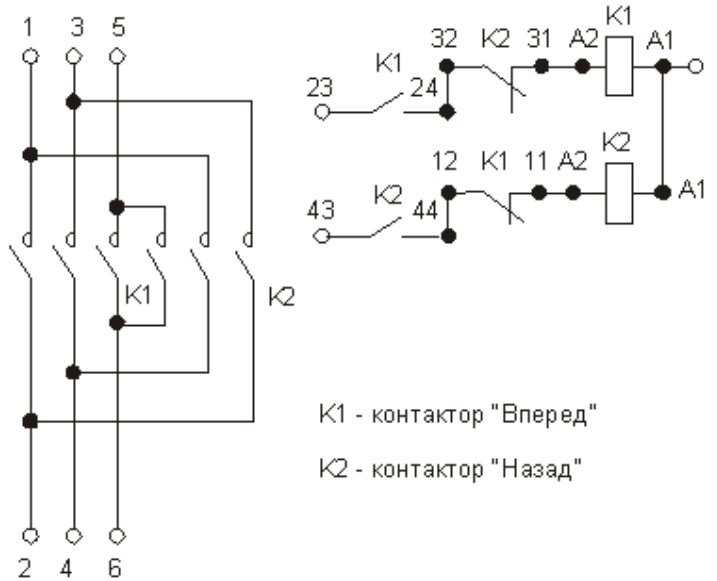 1 3 5
K1
32 K2 31 A2 A1
K1
23 24
K2
12 K1 11 A2 A1
K2
43 44
K1 K2
K1 - контактор "Вперед"
K2 - контактор "Назад"
2 4 6